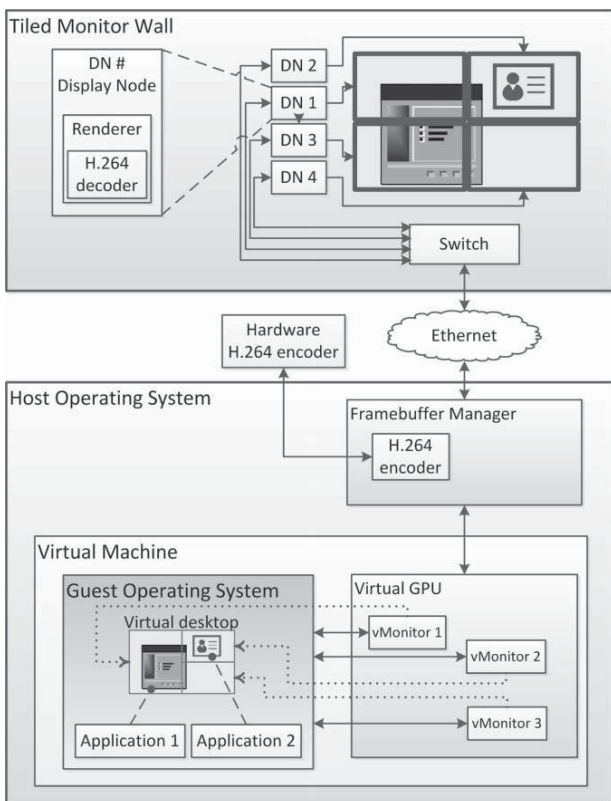 Tiled Monitor Wall
DN #
Display Node
Renderer
H.264
decoder
DN 2
DN 1
DN 3
DN 4
Switch
Ethernet
Hardware
H.264 encoder
Host Operating System
Framebuffer Manager
H.264
encoder
Virtual Machine
Guest Operating System
Virtual desktop
Application 1
Application 2
Virtual GPU
vMonitor 1
vMonitor 2
vMonitor 3